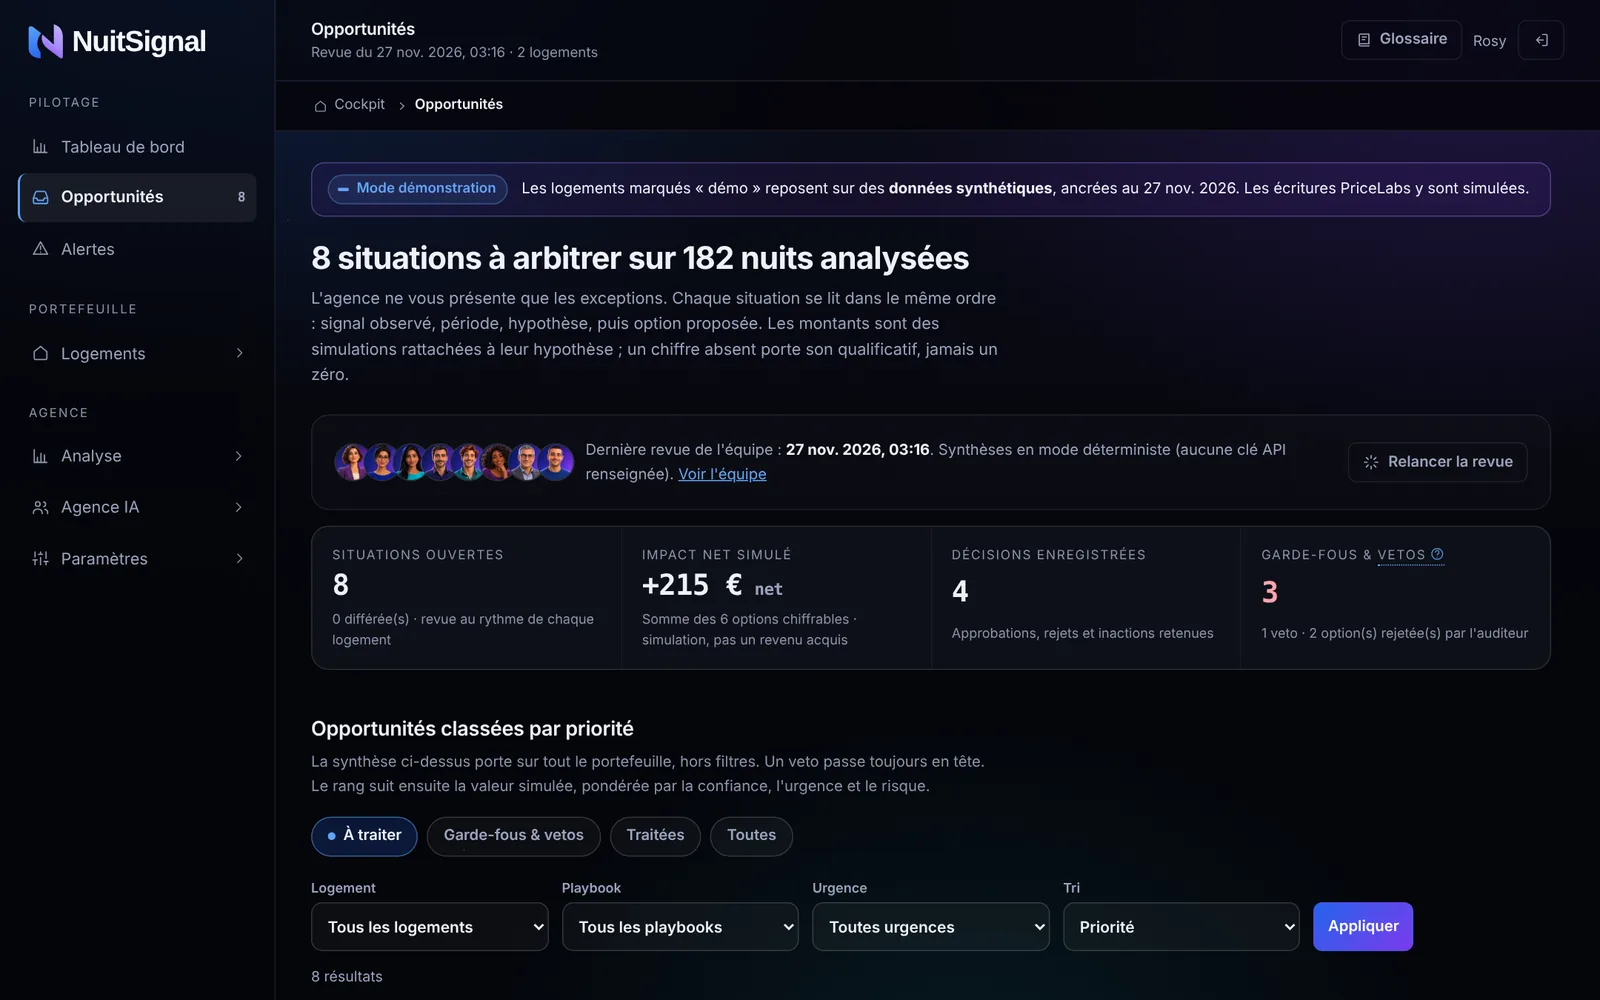 NuitSignal
PILOTAGE
Tableau de bord
Opportunités 8
Alertes
PORTEFEUILLE
Logements
AGENCE
Analyse
Agence IA
Paramètres
Opportunités
Revue du 27 nov. 2026, 03:16 · 2 logements
Glossaire
Rosy
Cockpit › Opportunités
Mode démonstration
Les logements marqués « démo » reposent sur des données synthétiques, ancrées au 27 nov. 2026. Les écritures PriceLabs y sont simulées.
8 situations à arbitrer sur 182 nuits analysées
L'agence ne vous présente que les exceptions. Chaque situation se lit dans le même ordre
: signal observé, période, hypothèse, puis option proposée. Les montants sont des
simulations rattachées à leur hypothèse ; un chiffre absent porte son qualificatif, jamais un
zéro.
Dernière revue de l'équipe : 27 nov. 2026, 03:16. Synthèses en mode déterministe (aucune clé API
renseignée). Voir l'équipe
Relancer la revue
SITUATIONS OUVERTES
8
0 différée(s) · revue au rythme de chaque
logement
IMPACT NET SIMULÉ
+215 € net
Somme des 6 options chiffrables ·
simulation, pas un revenu acquis
DÉCISIONS ENREGISTRÉES
4
Approbations, rejets et inactions retenues
GARDE-FOUS & VETOS ?
3
1 veto · 2 option(s) rejetée(s) par l'auditeur
Opportunités classées par priorité
La synthèse ci-dessus porte sur tout le portefeuille, hors filtres. Un veto passe toujours en tête.
Le rang suit ensuite la valeur simulée, pondérée par la confiance, l'urgence et le risque.
À traiter
Garde-fous & vetos
Traitées
Toutes
Logement
Tous les logements
Playbook
Tous les playbooks
Urgence
Toutes urgences
Tri
Priorité
Appliquer
8 résultats